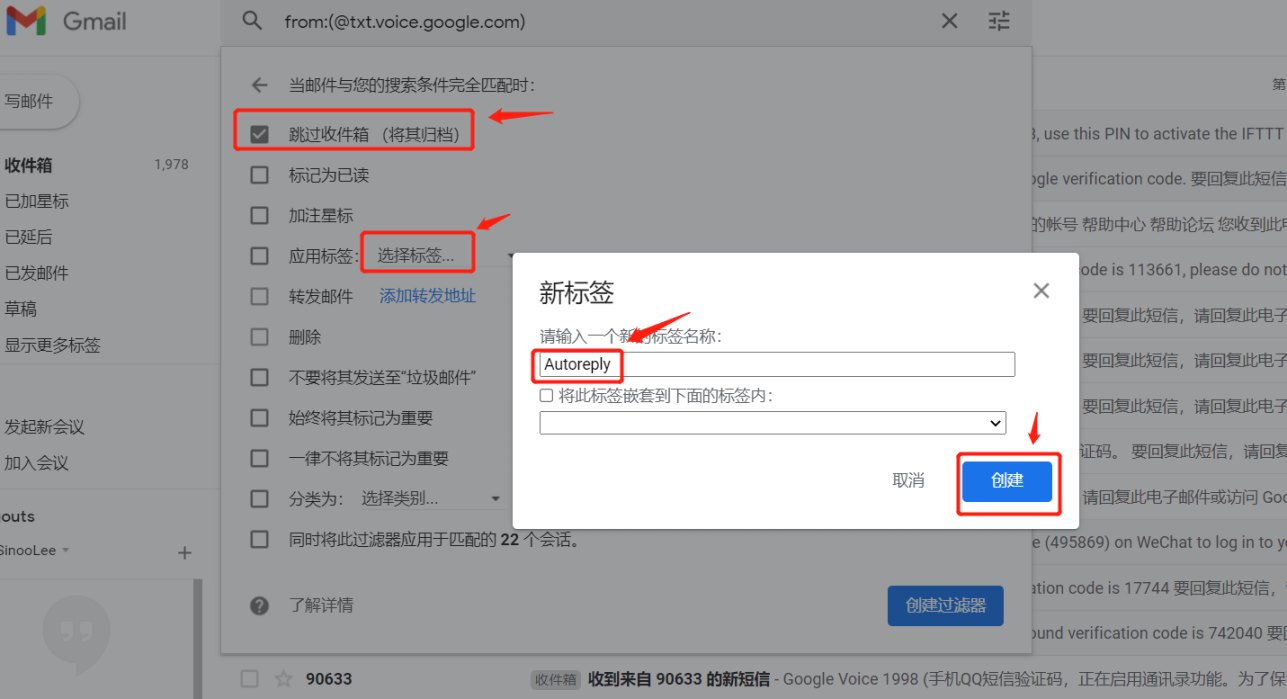 Gmail
from:(@txt.voice.google.com)
写邮件
收件箱 1,978
已加星标
已延后
已发邮件
草稿
显示更多标签
发起新会议
加入会议
outs
SinooLee
当邮件与您的搜索条件完全匹配时:
跳过收件箱 (将其归档)
标记为已读
加注星标
应用标签: 选择标签...
转发邮件 添加转发地址
删除
不要将其发送至“垃圾邮件”
始终将其标记为重要
一律不将其标记为重要
分类为: 选择类别...
同时将此过滤器应用于匹配的 22 个会话。
了解详情
创建过滤器
新标签
请输入一个新的标签名称:
Autoreply
将此标签嵌套到下面的标签内:
取消
创建
第
, use this PIN to activate the IFTTT
ogle verification code. 要回复此短信
的帐号 帮助中心 帮助论坛 您收到此
ode is 113661, please do not
要回复此短信，请回复此电子
要回复此短信，请回复此电子
要回复此短信，请回复此电子
证码。 要回复此短信，请回复
请回复此电子邮件或访问 Goo
e (495869) on WeChat to log in to yo
ation code is 17744 要回复此短信，
ound verification code is 742040 要
90633 收件箱 收到来自 90633 的新短信 - Google Voice 1998 (手机QQ短信验证码，正在启用通讯录功能。为了保